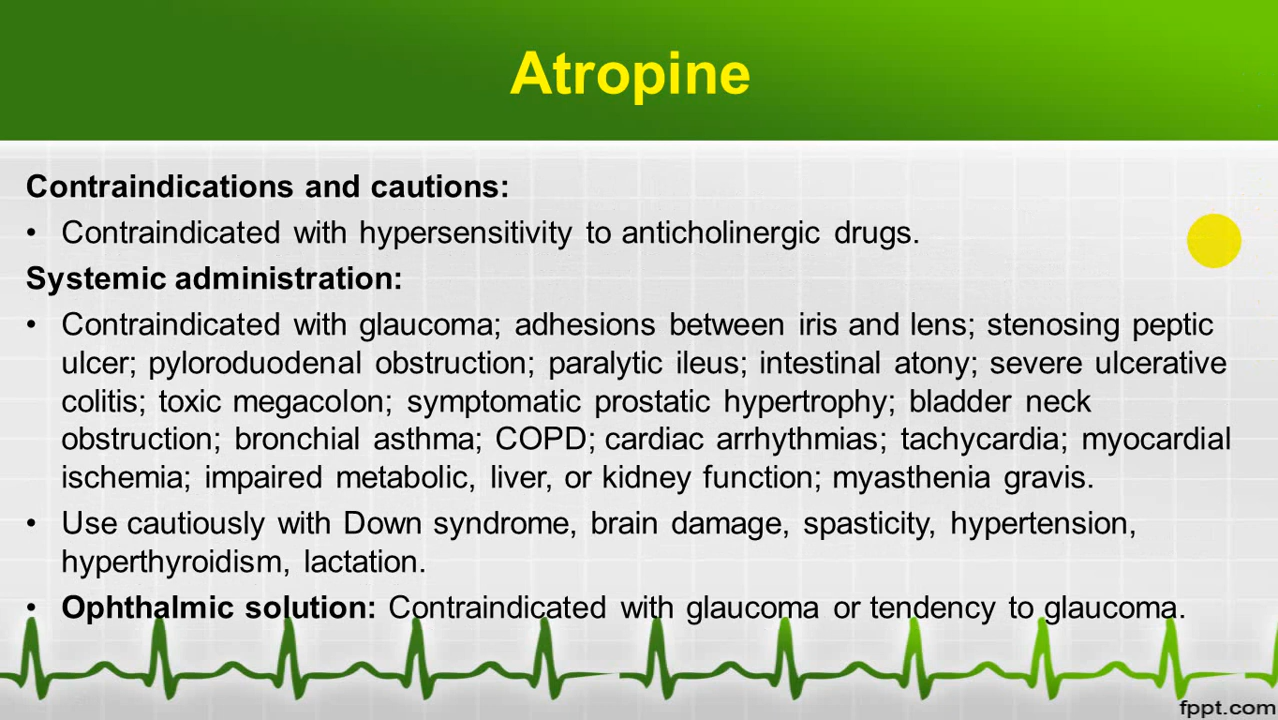 Atropine
Contraindications and cautions:
• Contraindicated with hypersensitivity to anticholinergic drugs.
Systemic administration:
• Contraindicated with glaucoma; adhesions between iris and lens; stenosing peptic
ulcer; pyloroduodenal obstruction; paralytic ileus; intestinal atony; severe ulcerative
colitis; toxic megacolon; symptomatic prostatic hypertrophy; bladder neck
obstruction; bronchial asthma; COPD; cardiac arrhythmias; tachycardia; myocardial
ischemia; impaired metabolic, liver, or kidney function; myasthenia gravis.
• Use cautiously with Down syndrome, brain damage, spasticity, hypertension,
hyperthyroidism, lactation.
• Ophthalmic solution: Contraindicated with glaucoma or tendency to glaucoma.
fppt.com